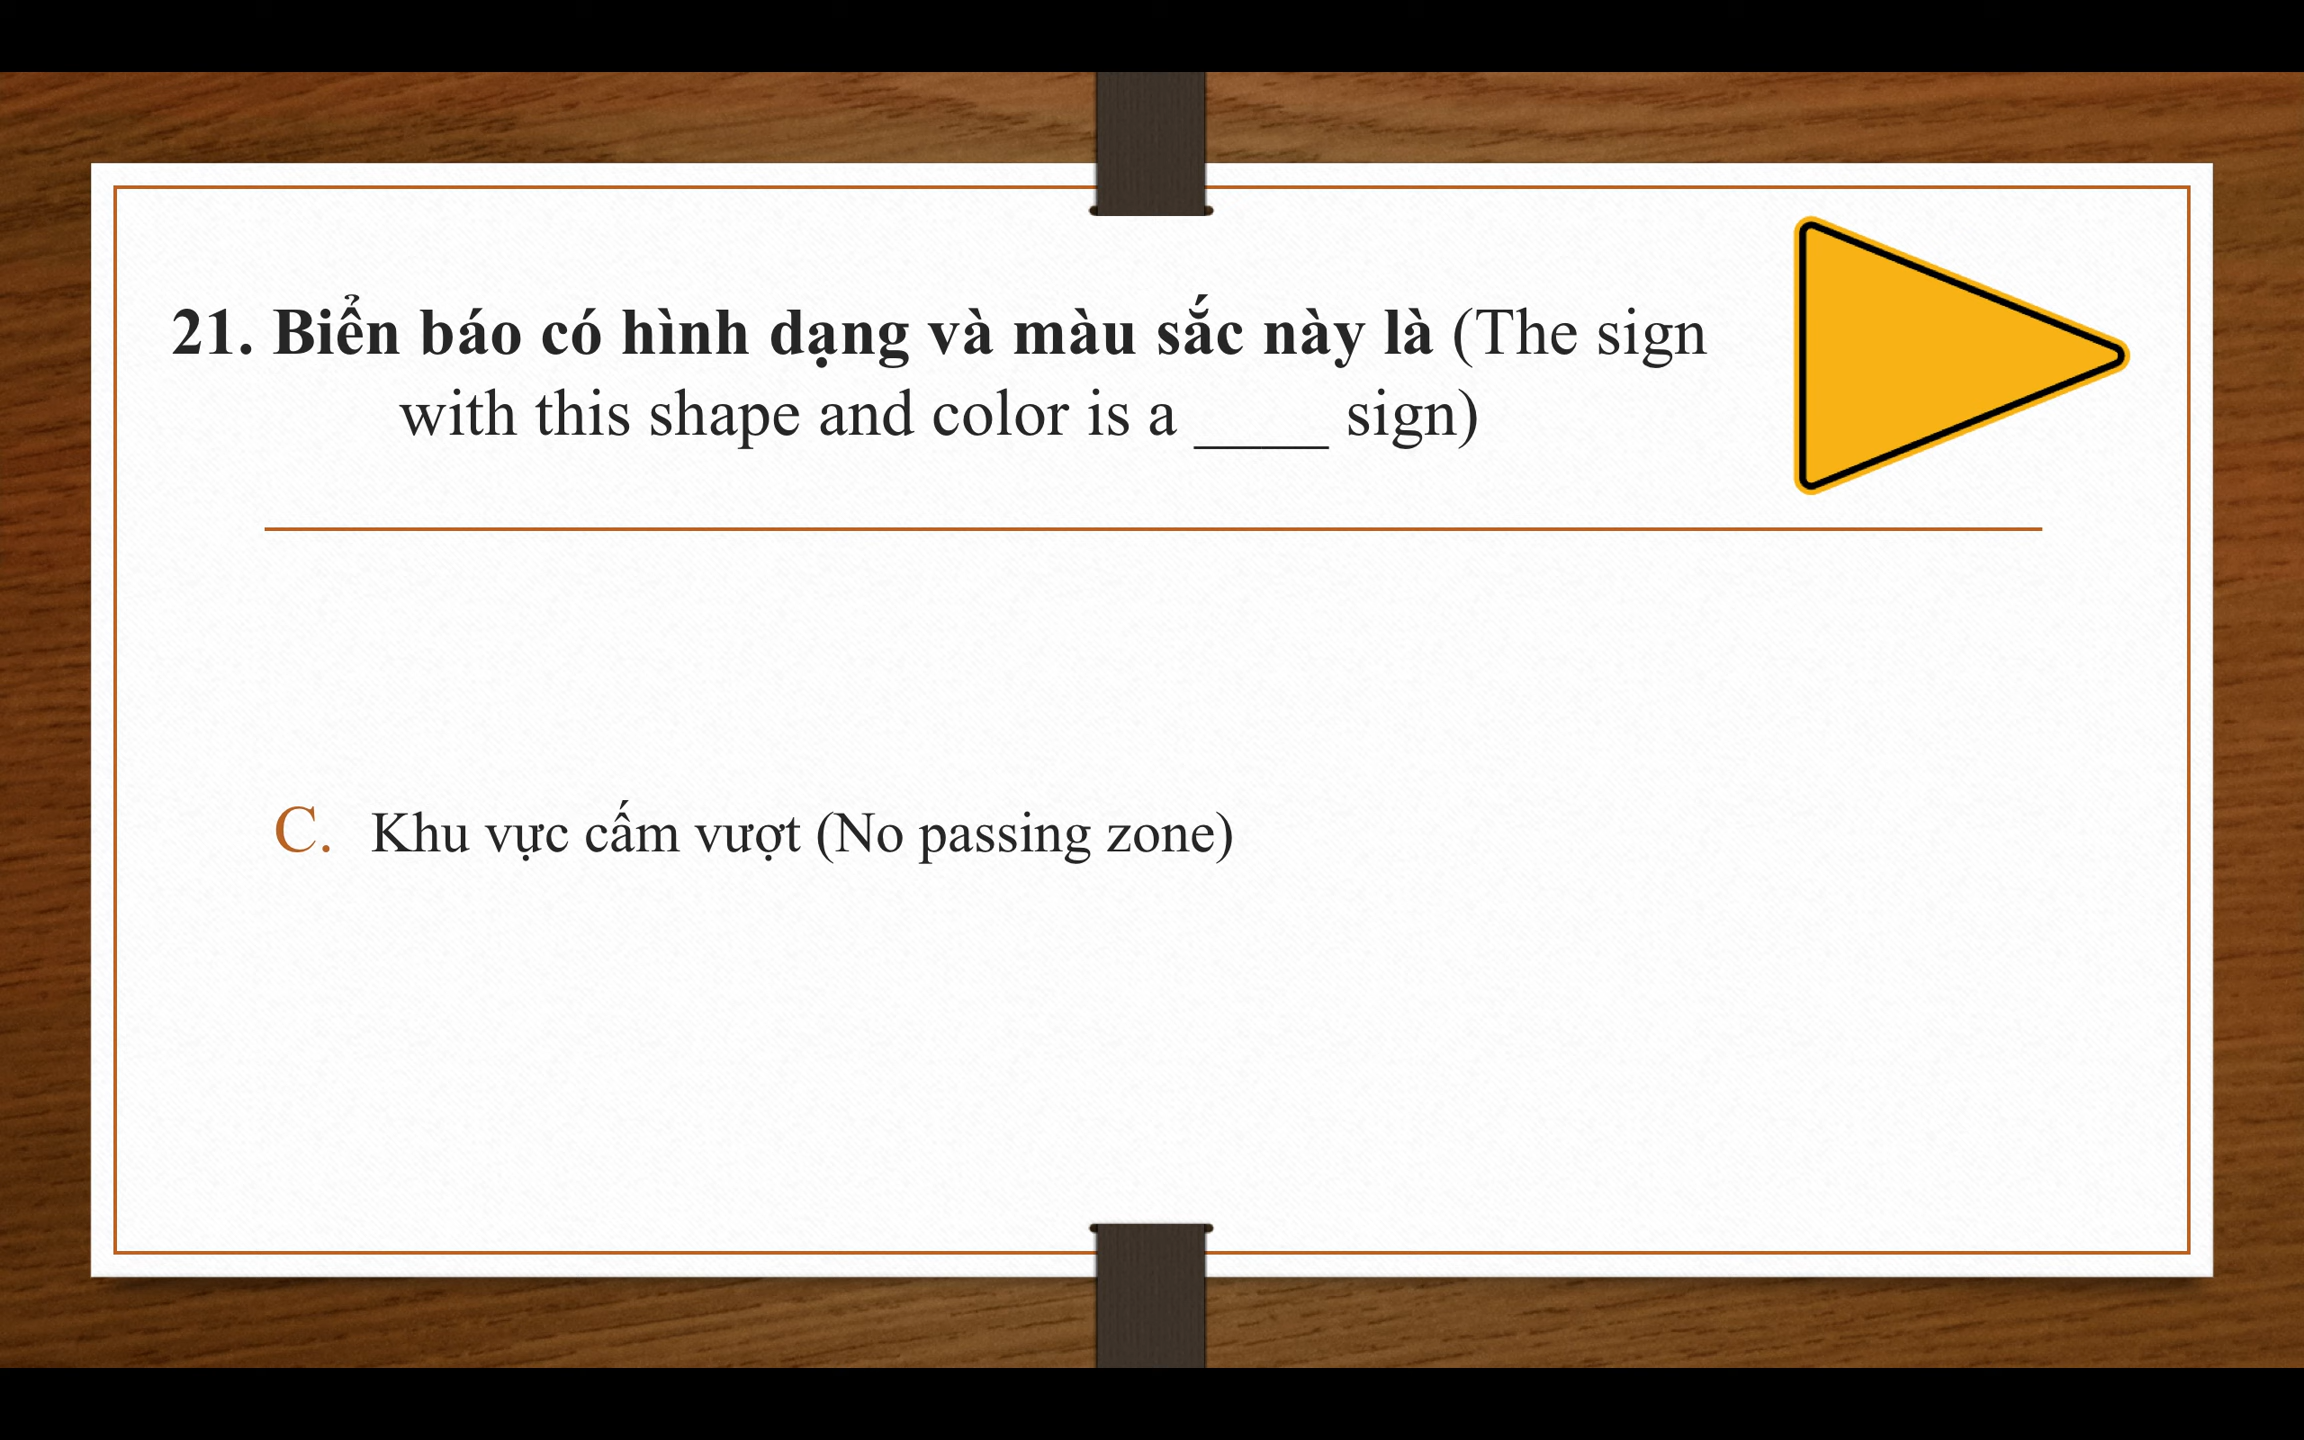 21. Biển báo có hình dạng và màu sắc này là (The sign
with this shape and color is a ____ sign)
C. Khu vực cấm vượt (No passing zone)